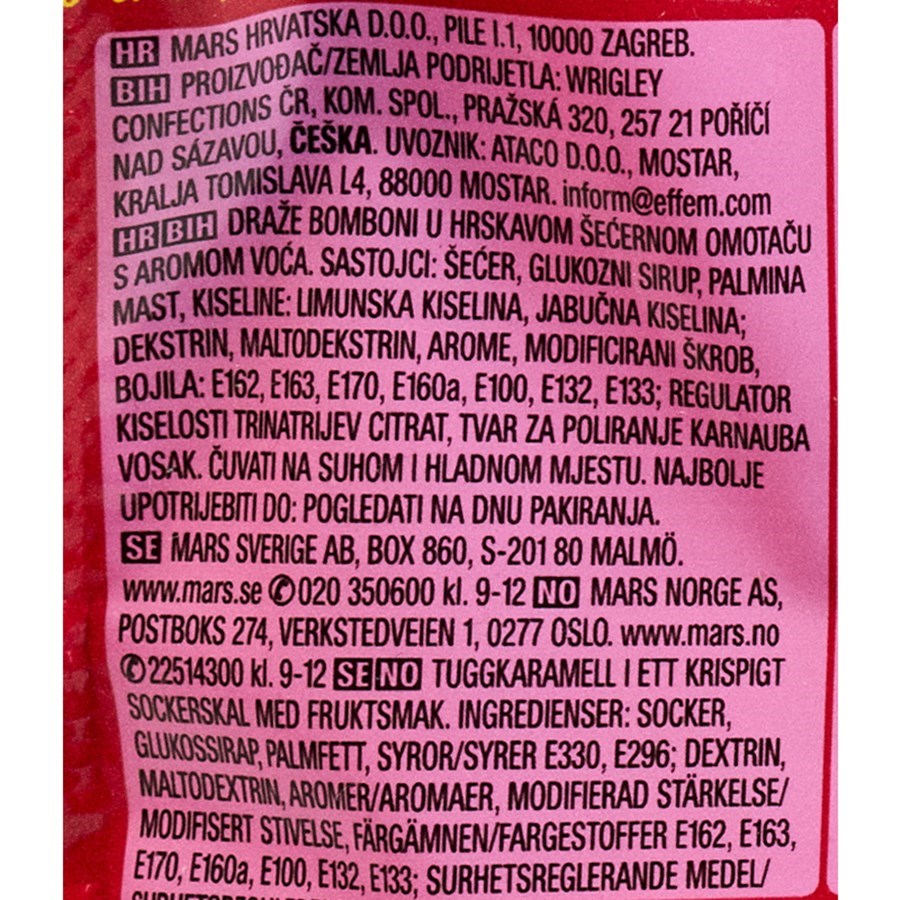 HR MARS HRVATSKA D.O.O., PILE I.1, 10000 ZAGREB.
BIH PROIZVOĐAČ/ZEMLJA PODRIJETLA: WRIGLEY
CONFECTIONS ČR, KOM. SPOL., PRAŽSKÁ 320, 257 21 POŘÍČÍ
NAD SÁZAVOU, ČEŠKA. UVOZNIK: ATACO D.O.O., MOSTAR,
KRALJA TOMISLAVA L4, 88000 MOSTAR. inform@effem.com
HR BIH DRAŽE BOMBONI U HRSKAVOM ŠEĆERNOM OMOTAČU
S AROMOM VOĆA. SASTOJCI: ŠEĆER, GLUKOZNI SIRUP, PALMINA
MAST, KISELINE: LIMUNSKA KISELINA, JABUČNA KISELINA;
DEKSTRIN, MALTODEKSTRIN, AROME, MODIFICIRANI ŠKROB,
BOJILA: E162, E163, E170, E160a, E100, E132, E133; REGULATOR
KISELOSTI TRINATRIJEV CITRAT, TVAR ZA POLIRANJE KARNAUBA
VOSAK. ČUVATI NA SUHOM I HLADNOM MJESTU. NAJBOLJE
UPOTRIJEBITI DO: POGLEDATI NA DNU PAKIRANJA.
SE MARS SVERIGE AB, BOX 860, S-201 80 MALMÖ.
www.mars.se ✆020 350600 kl. 9-12 NO MARS NORGE AS,
POSTBOKS 274, VERKSTEDVEIEN 1, 0277 OSLO. www.mars.no
✆22514300 kl. 9-12 SE NO TUGGKARAMELL I ETT KRISPIGT
SOCKERSKAL MED FRUKTSMAK. INGREDIENSER: SOCKER,
GLUKOSSIRAP, PALMFETT, SYROR/SYRER E330, E296; DEXTRIN,
MALTODEXTRIN, AROMER/AROMAER, MODIFIERAD STÄRKELSE/
MODIFISERT STIVELSE, FÄRGÄMNEN/FARGESTOFFER E162, E163,
E170, E160a, E100, E132, E133; SURHETSREGLERANDE MEDEL/